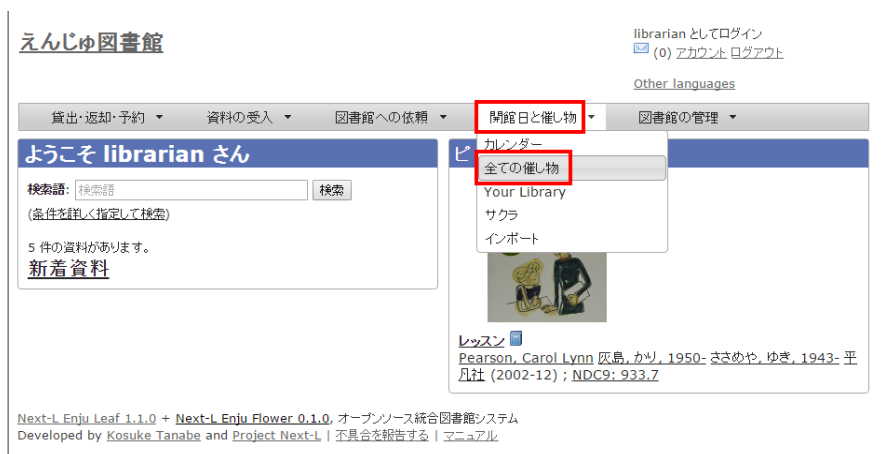 えんじゅ図書館
librarian としてログイン
(0) アカウント ログアウト
Other languages
貸出・返却・予約 ▼ 資料の受入 ▼ 図書館への依頼 ▼ 開館日と催し物 ▼ 図書館の管理 ▼
ようこそ librarian さん
検索語: 検索語 検索
(条件を詳しく指定して検索)
5 件の資料があります。
新着資料
カレンダー
ピ
全ての催し物
Your Library
サクラ
インポート
レッスン
Pearson, Carol Lynn 灰島, かり, 1950- ささめや, ゆき, 1943- 平
凡社 (2002-12) ; NDC9: 933.7
Next-L Enju Leaf 1.1.0 + Next-L Enju Flower 0.1.0, オープンソース統合図書館システム
Developed by Kosuke Tanabe and Project Next-L | 不具合を報告する | マニュアル